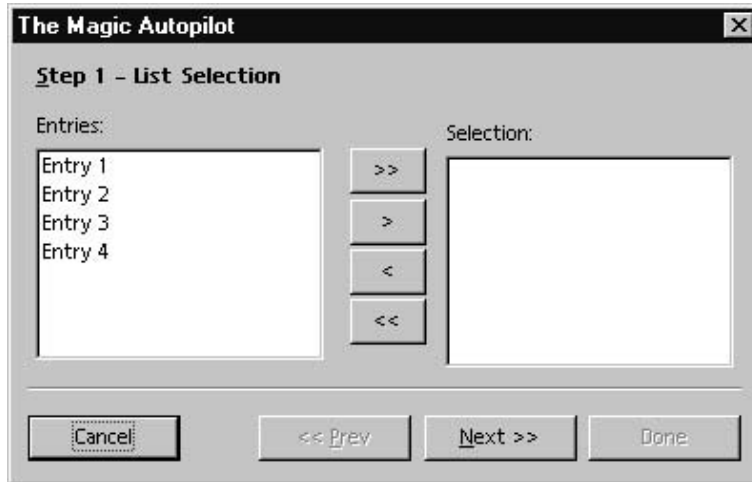 The Magic Autopilot
Step 1 - List Selection
Entries:
Selection:
Entry 1
Entry 2
Entry 3
Entry 4
>>
>
<
<<
Cancel
<< Prev
Next >>
Done